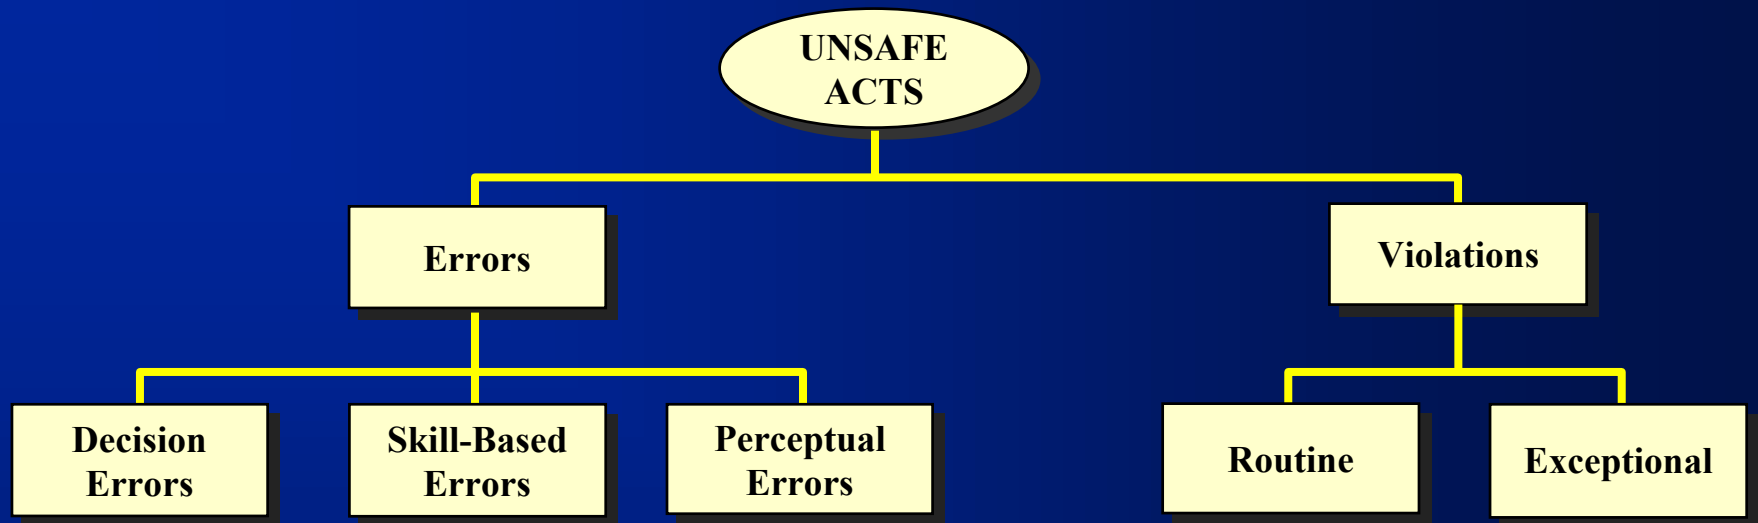 UNSAFE
ACTS
Errors
Violations
Decision
Errors
Skill-Based
Errors
Perceptual
Errors
Routine
Exceptional